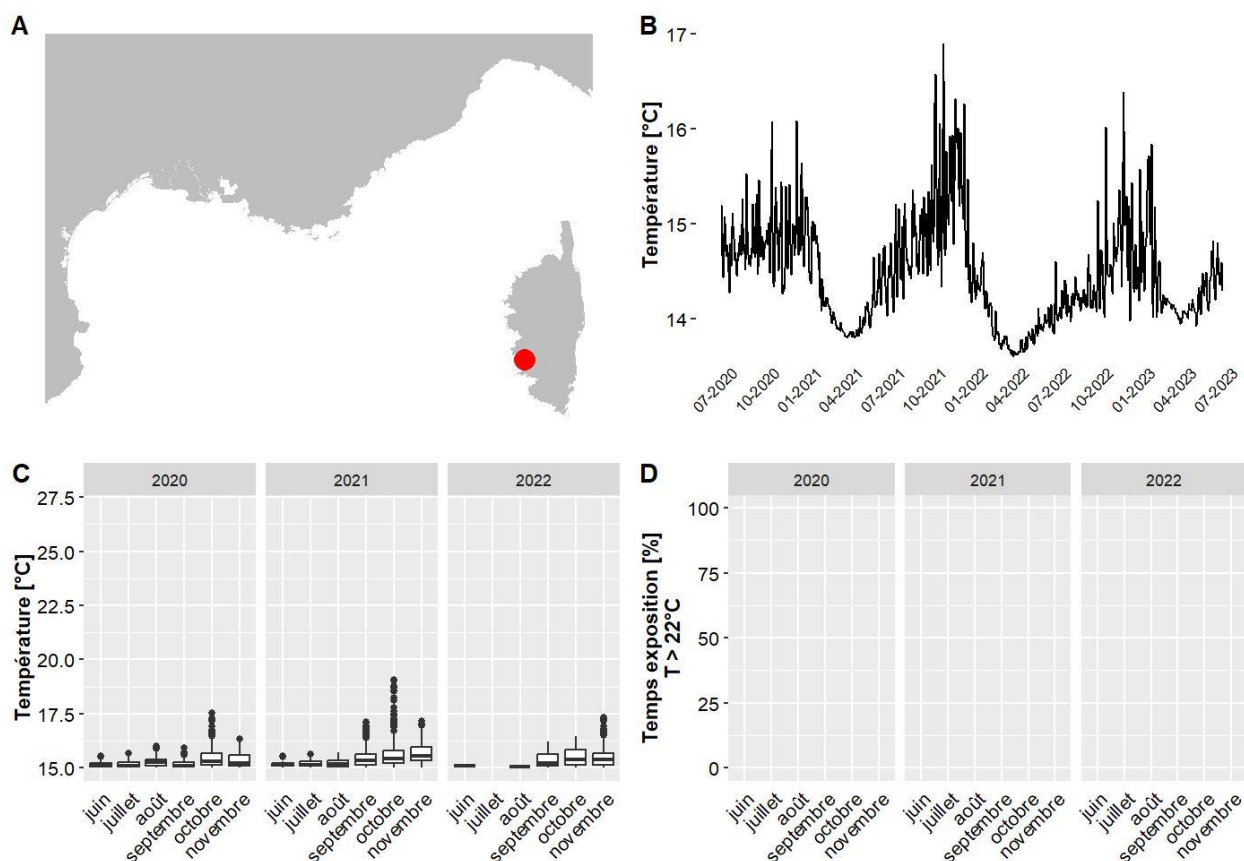 A
B
Température [°C]
17
16
15
14
07-2020
10-2020
01-2021
04-2021
07-2021
10-2021
01-2022
04-2022
07-2022
10-2022
01-2023
04-2023
07-2023
C
2020
2021
2022
Température [°C]
27.5
25.0
22.5
20.0
17.5
15.0
juin
juillet
août
septembre
octobre
novembre
juin
juillet
août
septembre
octobre
novembre
juin
juillet
août
septembre
octobre
novembre
D
2020
2021
2022
Temps exposition [%]
T > 22°C
100
75
50
25
0
juin
juillet
août
septembre
octobre
novembre
juin
juillet
août
septembre
octobre
novembre
juin
juillet
août
septembre
octobre
novembre